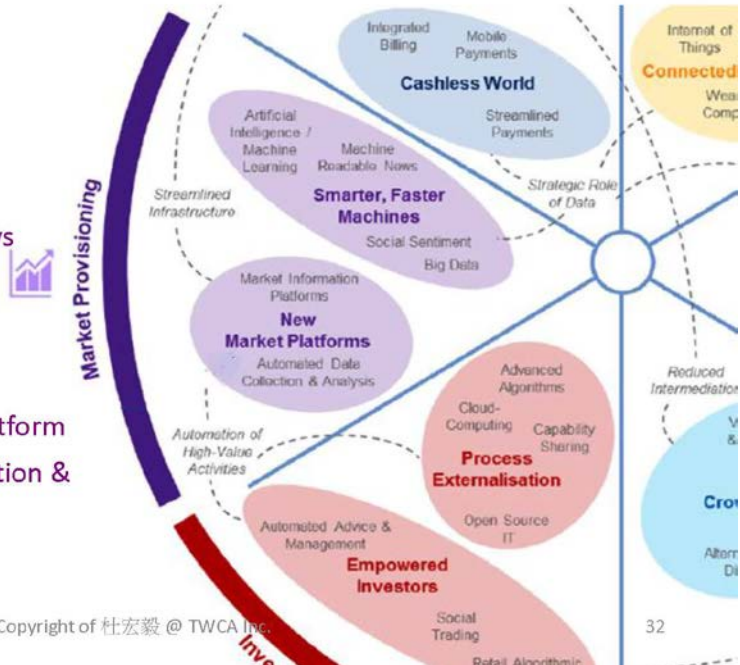 Integrated
Billing
Mobile
Payments
Cashless World
Streamlined
Payments
Internet of
Things
Artificial
Intelligence /
Machine
Learning
Machine
Readable News
Smarter, Faster
Machines
Social Sentiment
Big Data
Streamlined
Infrastructure
Strategic Role
of Data
Market Provisioning
Market Information
Platforms
New
Market Platforms
Automated Data
Collection & Analysis
Advanced
Algorithms
Cloud-
Computing
Capability
Sharing
Process
Externalisation
Open Source
IT
Reduced
Intermediation
tform
tion &
Automation of
High-Value
Activities
Automated Advice &
Management
Empowered
Investors
Social
Trading
Retail Algorithmic
Copyright of 杜宏毅 @ TWCA Inc.
32